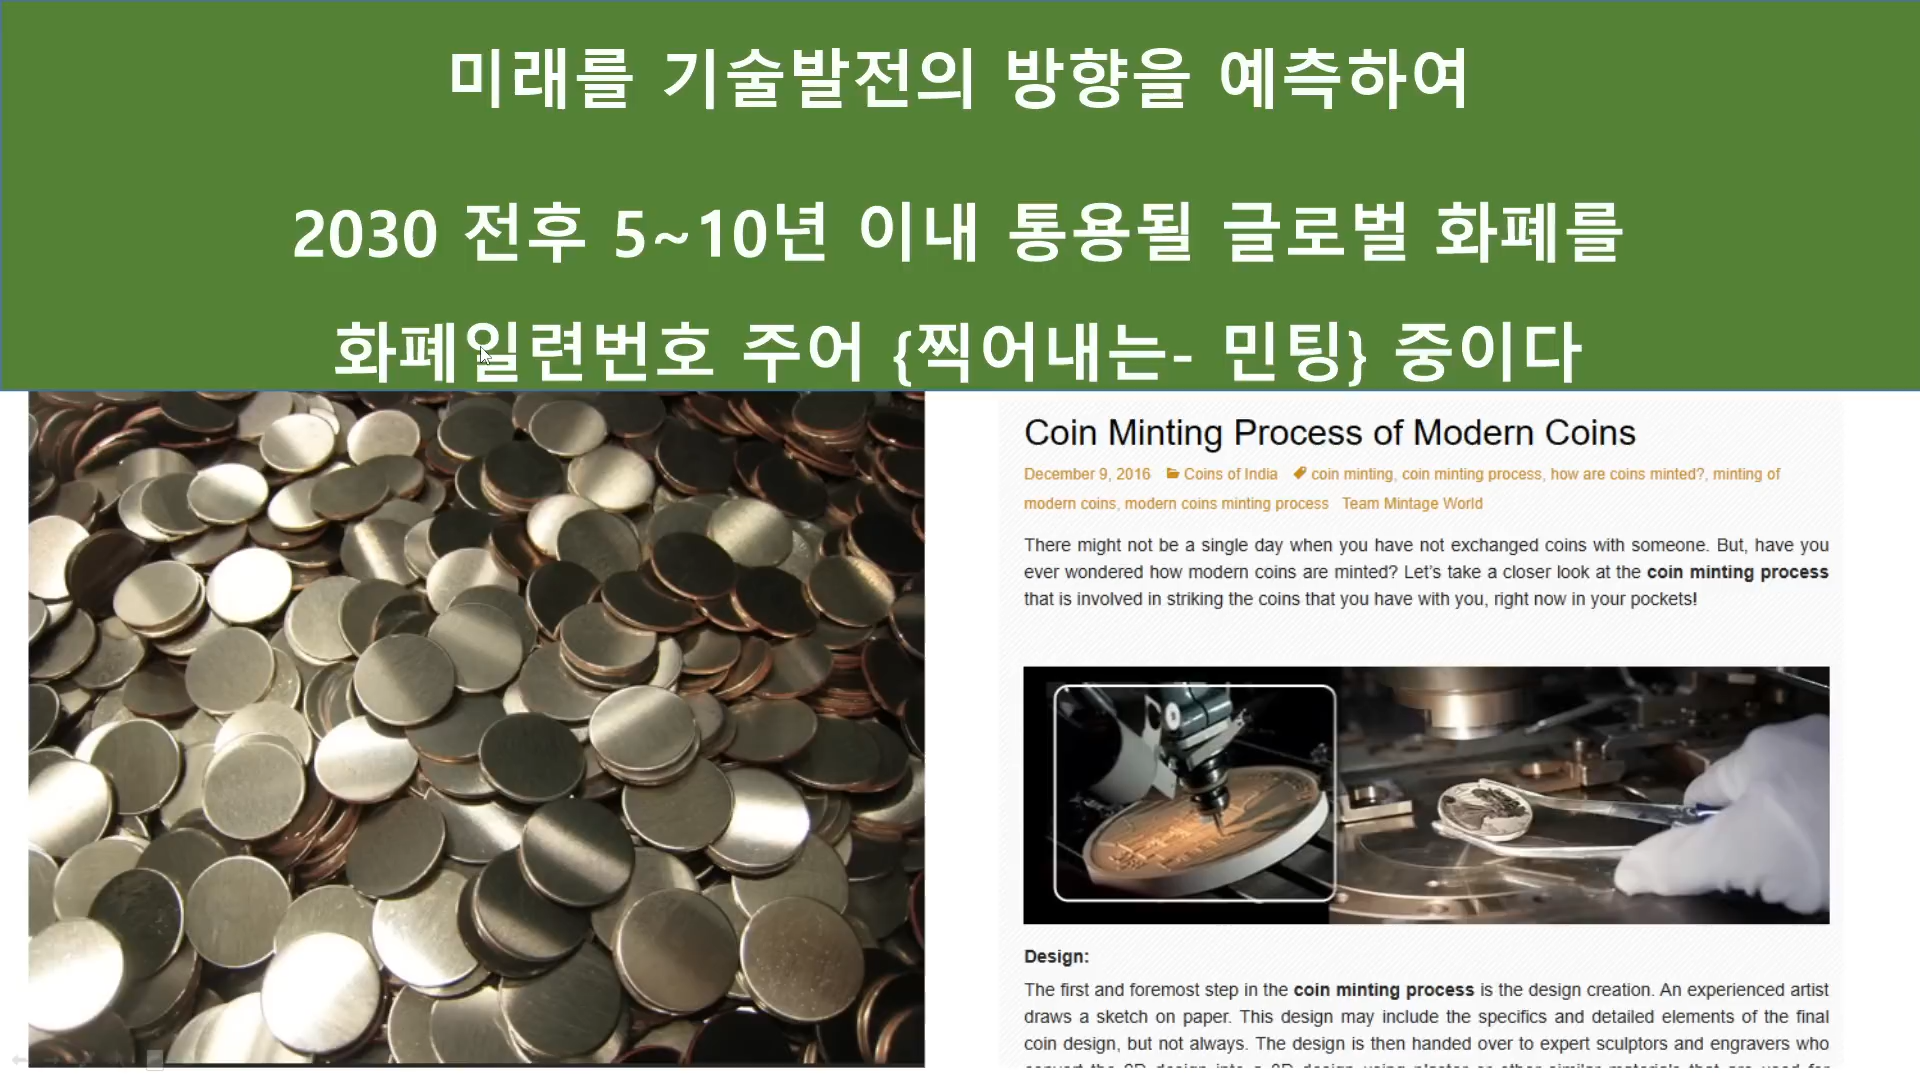 미래를 기술발전의 방향을 예측하여
2030 전후 5~10년 이내 통용될 글로벌 화폐를
화폐일련번호 주어 {찍어내는- 민팅} 중이다
Coin Minting Process of Modern Coins
December 9, 2016 Coins of India coin minting, coin minting process, how are coins minted?, minting of
modern coins, modern coins minting process Team Mintage World
There might not be a single day when you have not exchanged coins with someone. But, have you
ever wondered how modern coins are minted? Let's take a closer look at the coin minting process
that is involved in striking the coins that you have with you, right now in your pockets!
Design:
The first and foremost step in the coin minting process is the design creation. An experienced artist
draws a sketch on paper. This design may include the specifics and detailed elements of the final
coin design, but not always. The design is then handed over to expert sculptors and engravers who